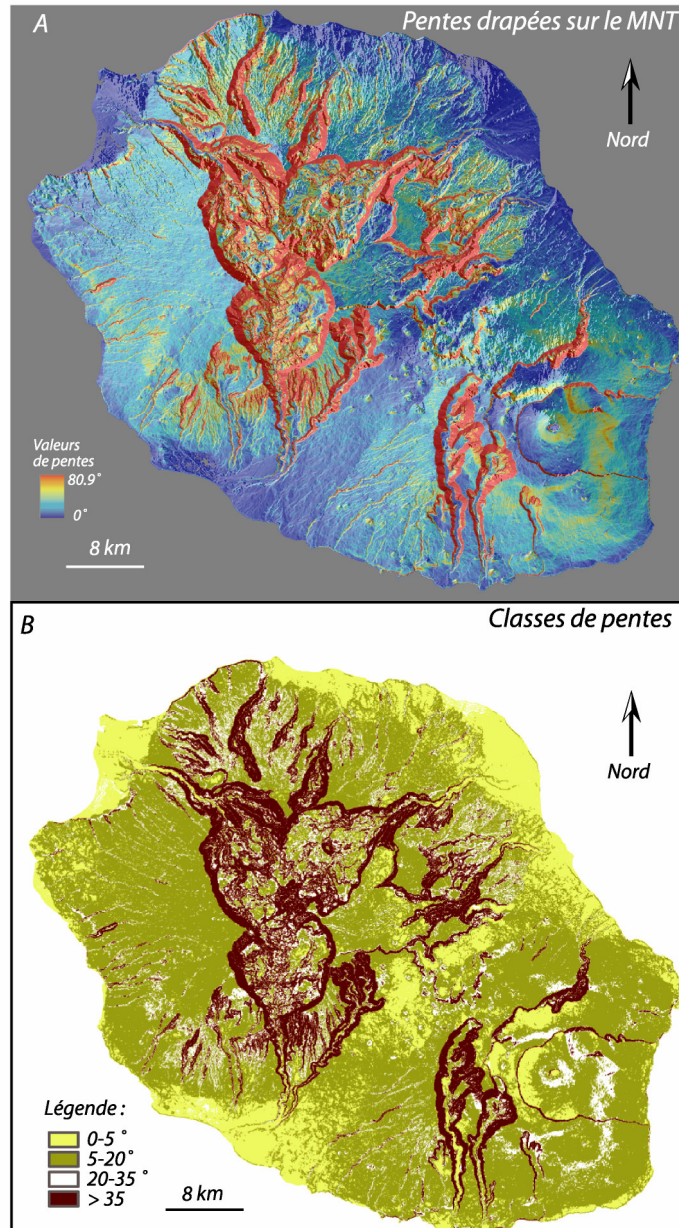 A
Pentes drapées sur le MNT
Nord
Valeurs
de pentes
80.9°
0°
8 km
B
Classes de pentes
Nord
Légende :
0-5 °
5-20°
20-35 °
> 35
8 km